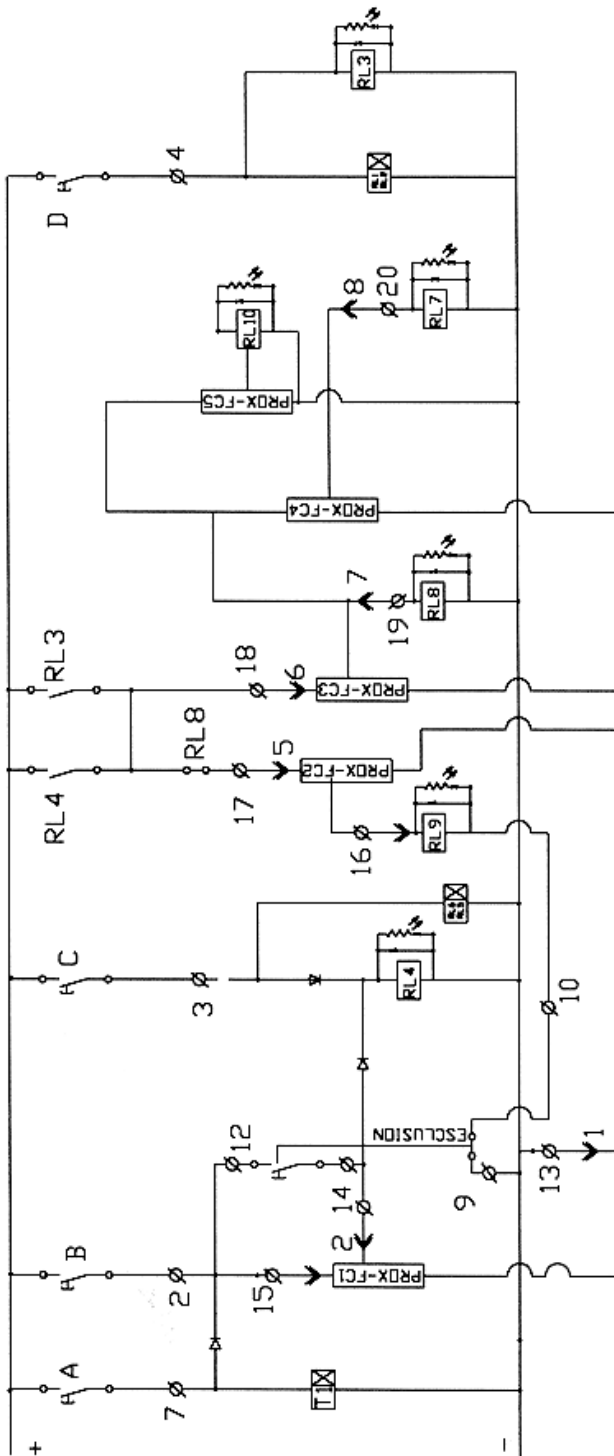 +
A
B
C
RL4
RL3
D
7
2
12
3
17
RL8
18
4
15
5
6
PROX-FC5
RL10
T1
2
14
16
PROX-FC1
PROX-FC2
PROX-FC3
7
PROX-FC4
8
20
RL3
RL4
RL9
19
RL8
RL7
ESCLUSION
9
10
-
13
1